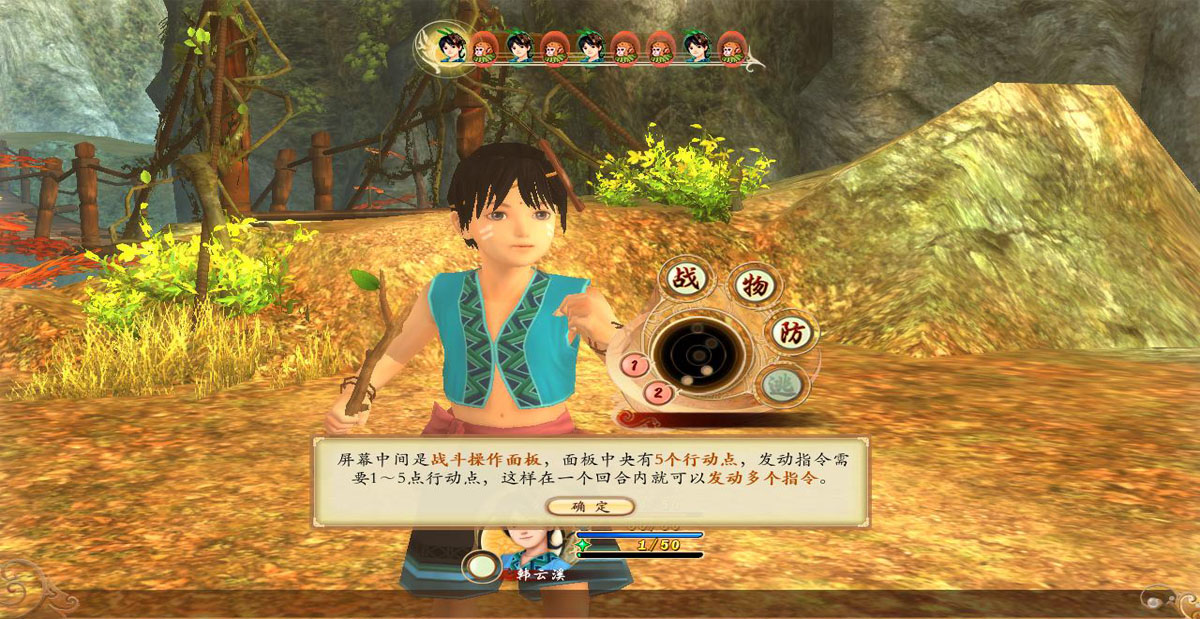 战
物
防
逃
1
2
屏幕中间是战斗操作面板，面板中央有5个行动点，发动指令需
要1～5点行动点，这样在一个回合内就可以发动多个指令。
确定
1/50
韩云溪